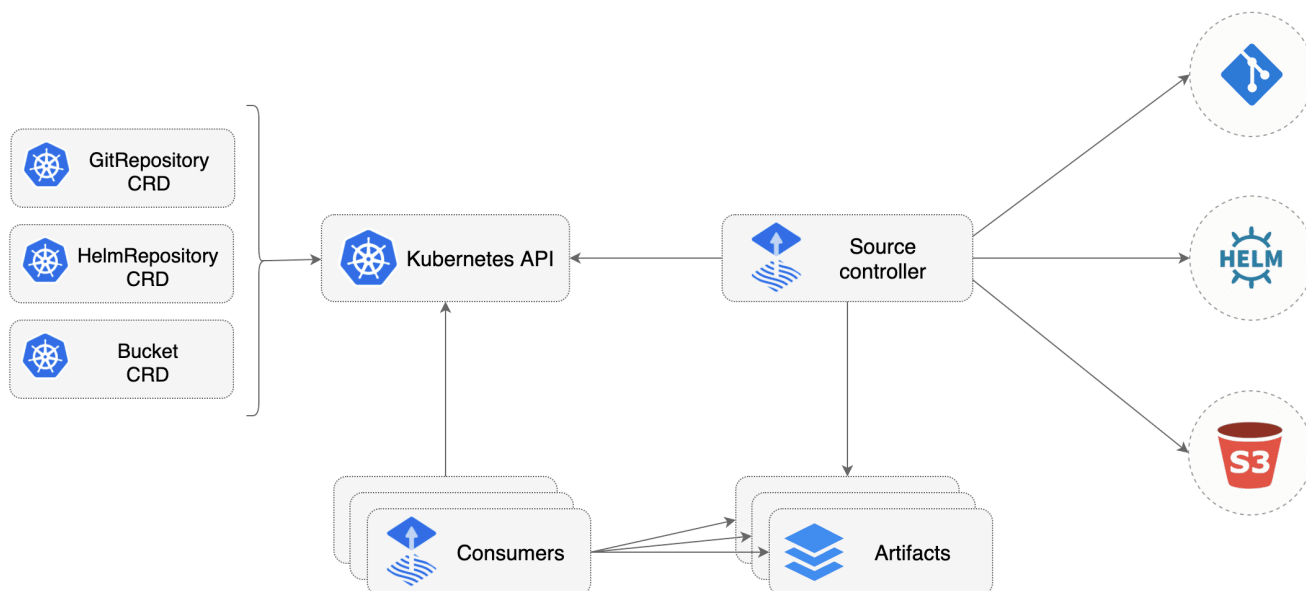 GitRepository
CRD
HelmRepository
CRD
Bucket
CRD
Kubernetes API
Source
controller
HELM
S3
Consumers
Artifacts